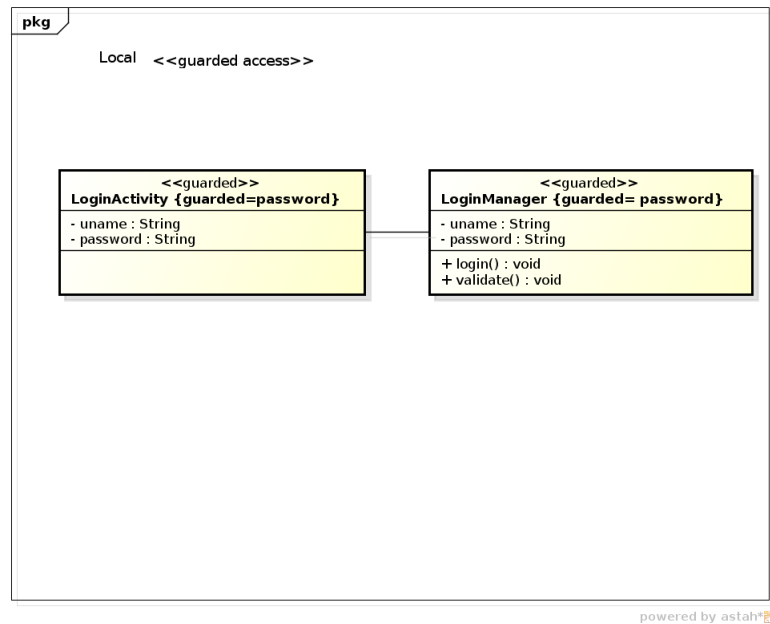 pkg
Local <<guarded access>>
<<guarded>>
LoginActivity {guarded=password}
- uname : String
- password : String
<<guarded>>
LoginManager {guarded= password}
- uname : String
- password : String
+ login() : void
+ validate() : void
powered by astah*